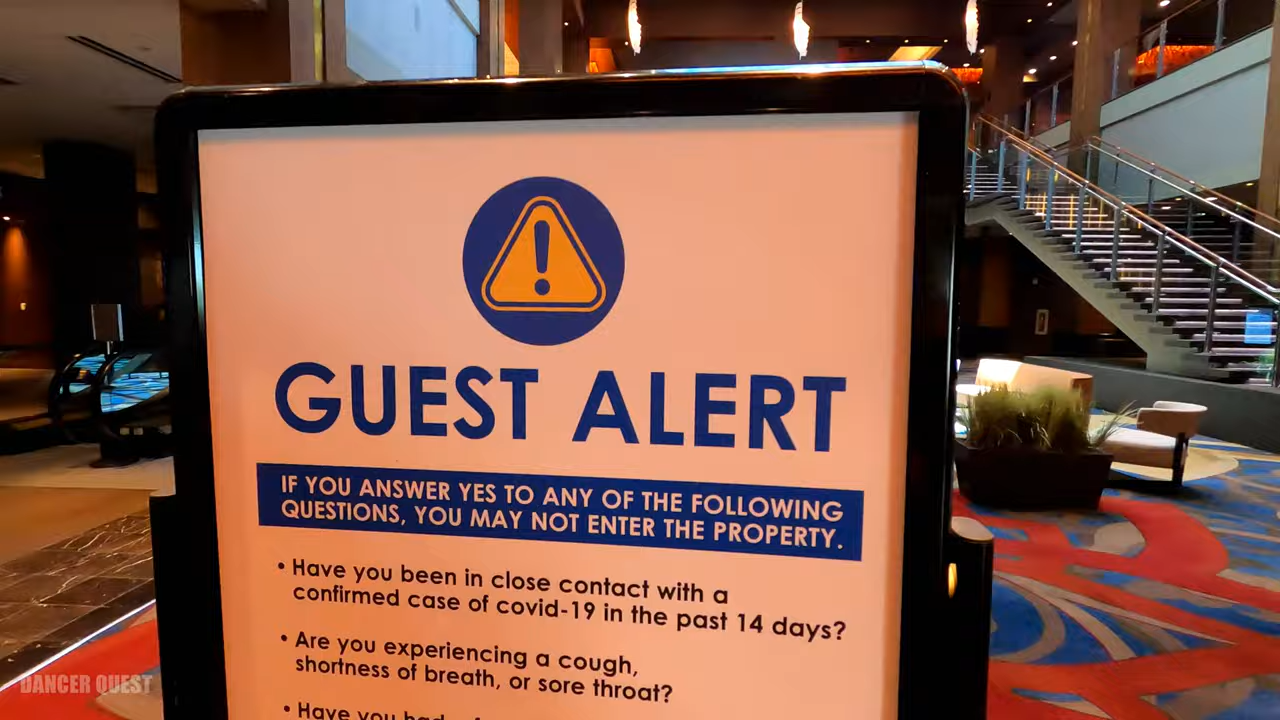 GUEST ALERT
IF YOU ANSWER YES TO ANY OF THE FOLLOWING
QUESTIONS, YOU MAY NOT ENTER THE PROPERTY.
• Have you been in close contact with a
confirmed case of covid-19 in the past 14 days?
• Are you experiencing a cough,
shortness of breath, or sore throat?
• Have you had
DANCER QUEST